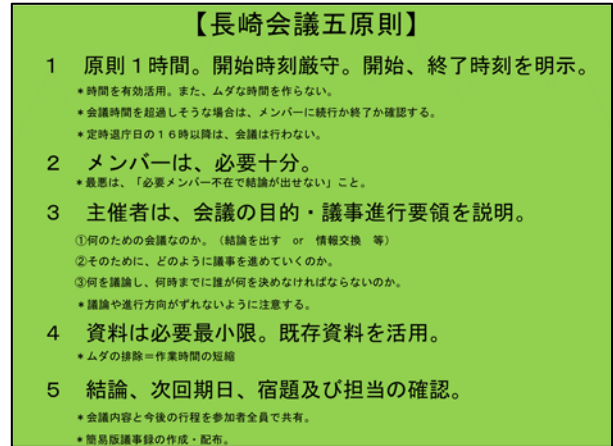 【長崎会議五原則】
1 原則1時間。開始時刻厳守。開始、終了時刻を明示。
＊時間を有効活用。また、ムダな時間を作らない。
＊会議時間を超過しそうな場合は、メンバーに続行か終了か確認する。
＊定時退庁日の16時以降は、会議は行わない。
2 メンバーは、必要十分。
＊最悪は、「必要メンバー不在で結論が出せない」こと。
3 主催者は、会議の目的・議事進行要領を説明。
①何のための会議なのか。（結論を出す or 情報交換 等）
②そのために、どのように議事を進めていくのか。
③何を議論し、何時までに誰が何を決めなければならないのか。
＊議論や進行方向がずれないように注意する。
4 資料は必要最小限。既存資料を活用。
＊ムダの排除＝作業時間の短縮
5 結論、次回期日、宿題及び担当の確認。
＊会議内容と今後の行程を参加者全員で共有。
＊簡易版議事録の作成・配布。